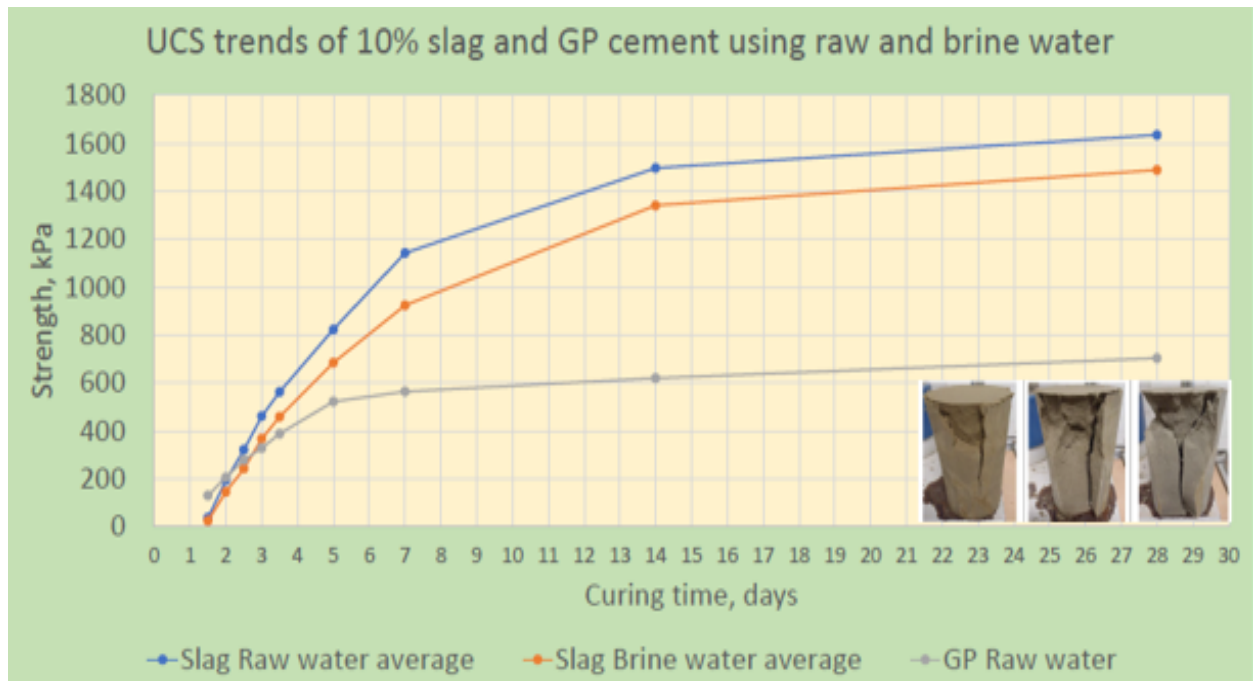 UCS trends of 10% slag and GP cement using raw and brine water
1800
1600
1400
1200
1000
800
600
400
200
0
Strength, kPa
0 1 2 3 4 5 6 7 8 9 10 11 12 13 14 15 16 17 18 19 20 21 22 23 24 25 26 27 28 29 30
Curing time, days
Slag Raw water average Slag Brine water average GP Raw water